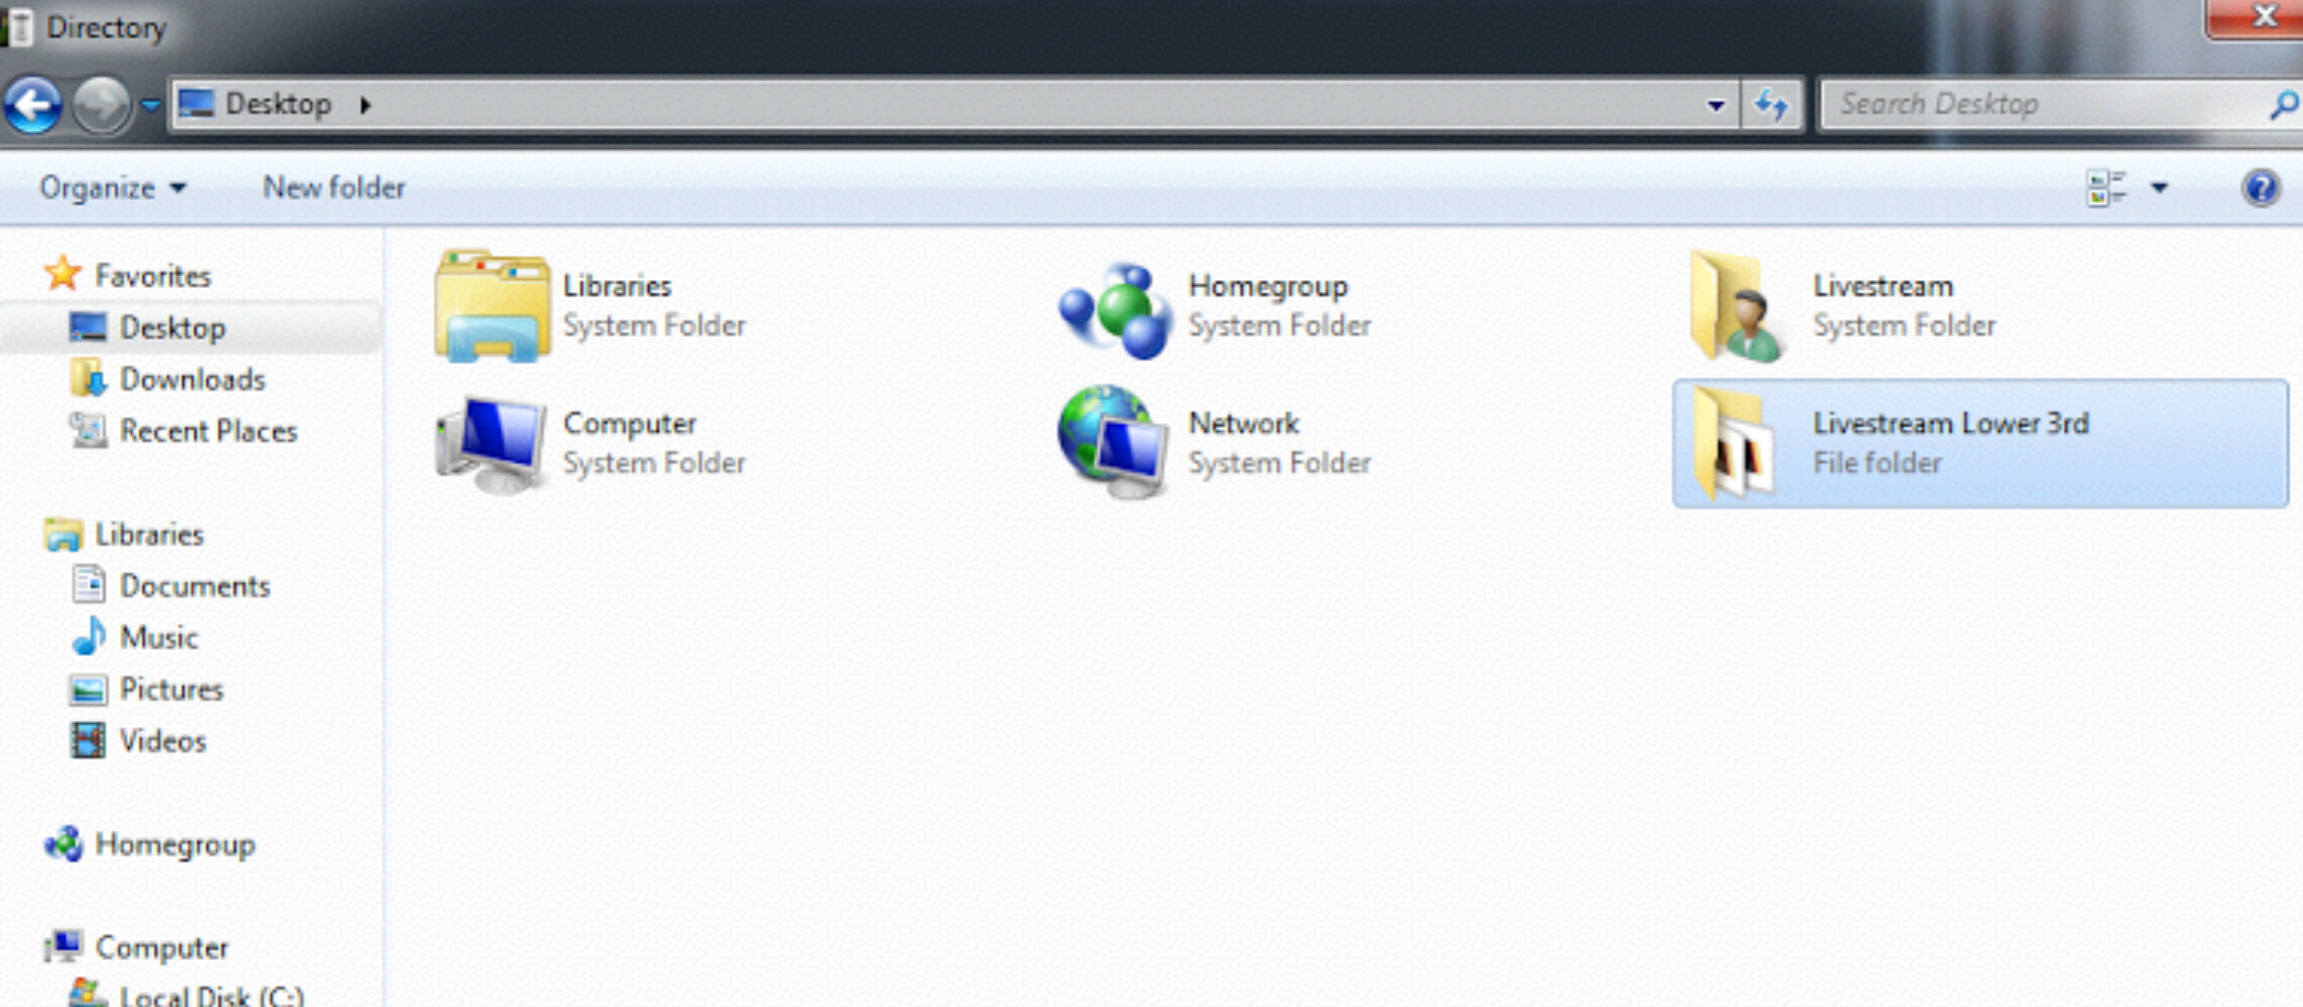 Directory
Desktop
Search Desktop
Organize New folder
Favorites
Desktop
Downloads
Recent Places
Libraries
Documents
Music
Pictures
Videos
Homegroup
Computer
Local Disk (C:)
Libraries
System Folder
Homegroup
System Folder
Livestream
System Folder
Computer
System Folder
Network
System Folder
Livestream Lower 3rd
File folder